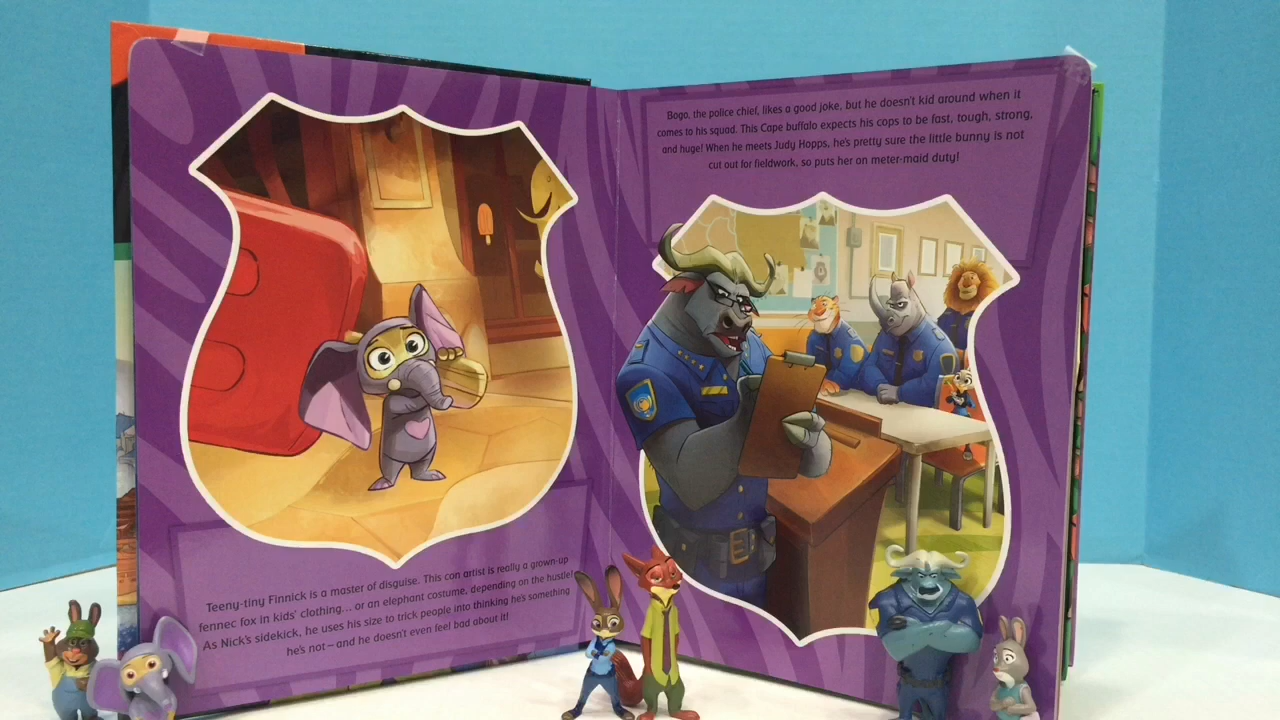 Teeny-tiny Finnick is a master of disguise. This con artist is really a grown-up
fennec fox in kids' clothing... or an elephant costume, depending on the hustle!
As Nick's sidekick, he uses his size to trick people into thinking he's something
he's not – and he doesn't even feel bad about it!
Bogo, the police chief, likes a good joke, but he doesn't kid around when it
comes to his squad. This Cape buffalo expects his cops to be fast, tough, strong,
and huge! When he meets Judy Hopps, he's pretty sure the little bunny is not
cut out for fieldwork, so puts her on meter-maid duty!